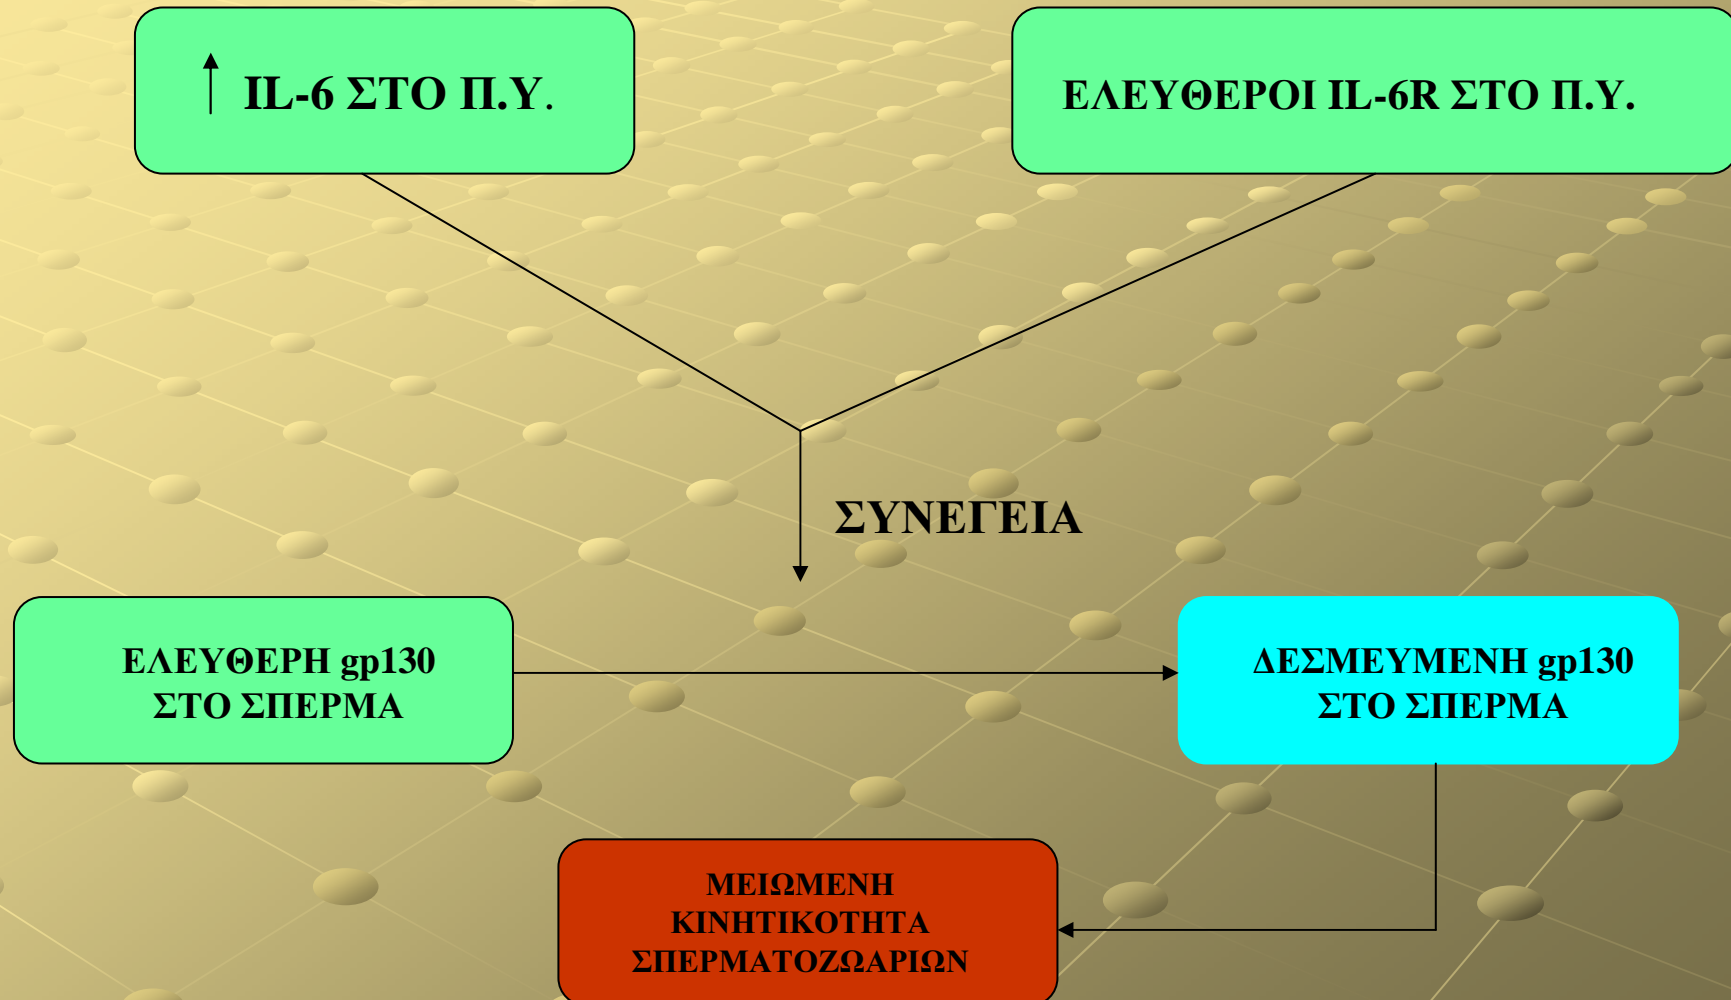 IL-6 ΣΤΟ Π.Υ.
ΕΛΕΥΘΕΡΟΙ IL-6R ΣΤΟ Π.Υ.
ΣΥΝΕΓΕΙΑ
ΕΛΕΥΘΕΡΗ gp130
ΣΤΟ ΣΠΕΡΜΑ
ΔΕΣΜΕΥΜΕΝΗ gp130
ΣΤΟ ΣΠΕΡΜΑ
ΜΕΙΩΜΕΝΗ
ΚΙΝΗΤΙΚΟΤΗΤΑ
ΣΠΕΡΜΑΤΟΖΩΑΡΙΩΝ